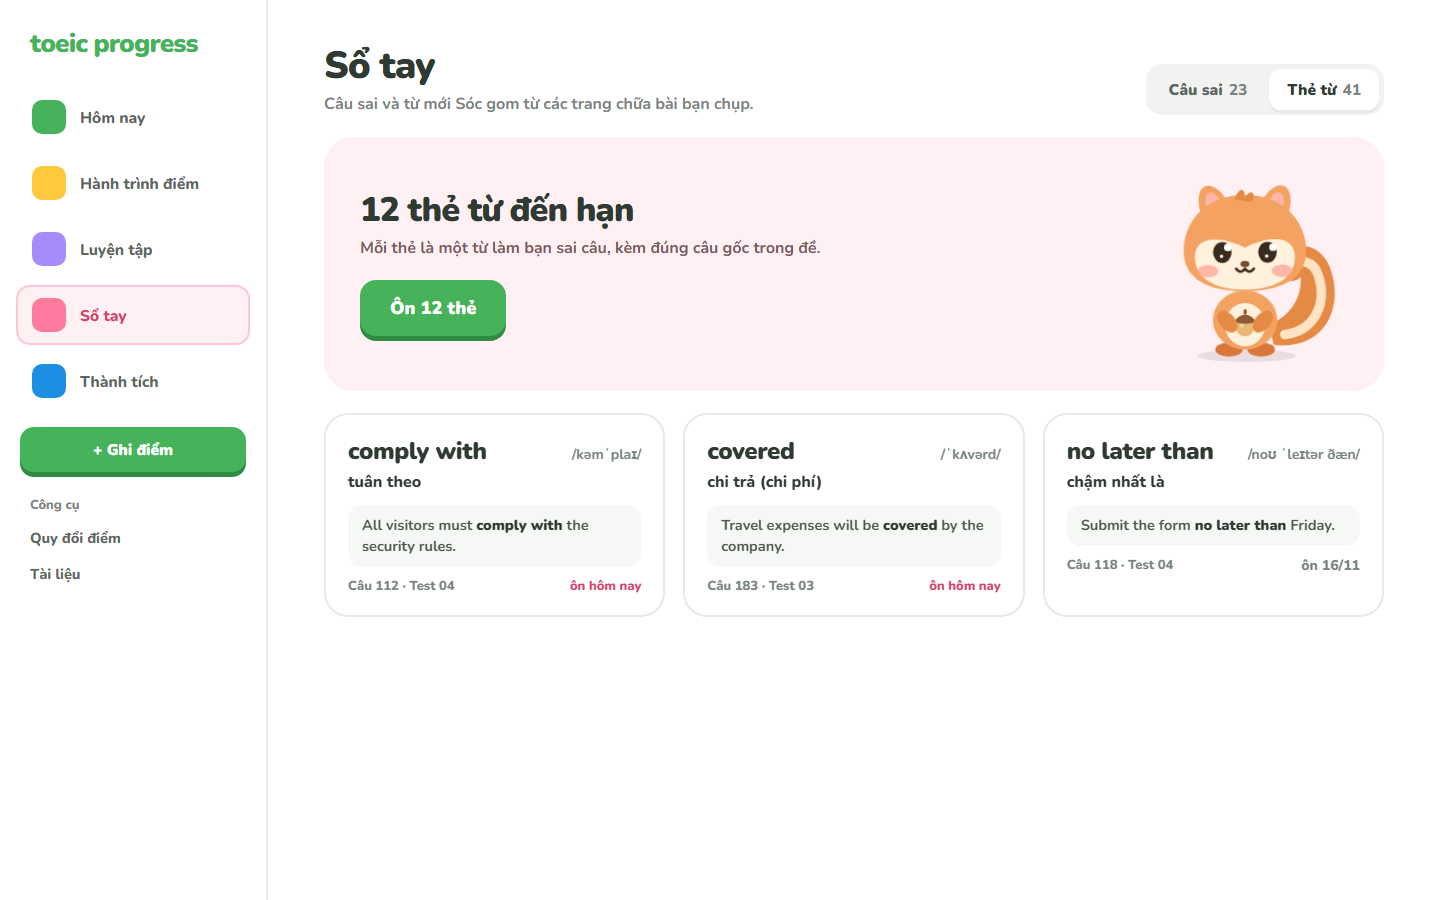 toeic progress
Hôm nay
Hành trình điểm
Luyện tập
Sổ tay
Thành tích
+ Ghi điểm
Công cụ
Quy đổi điểm
Tài liệu
Sổ tay
Câu sai và từ mới Sóc gom từ các trang chữa bài bạn chụp.
Câu sai 23
Thẻ từ 41
12 thẻ từ đến hạn
Mỗi thẻ là một từ làm bạn sai câu, kèm đúng câu gốc trong đề.
Ôn 12 thẻ
comply with /kəmˈplaɪ/
tuân theo
All visitors must comply with the
security rules.
Câu 112 · Test 04 ôn hôm nay
covered /ˈkʌvərd/
chi trả (chi phí)
Travel expenses will be covered by the
company.
Câu 183 · Test 03 ôn hôm nay
no later than /noʊ ˈleɪtər ðæn/
chậm nhất là
Submit the form no later than Friday.
Câu 118 · Test 04 ôn 16/11